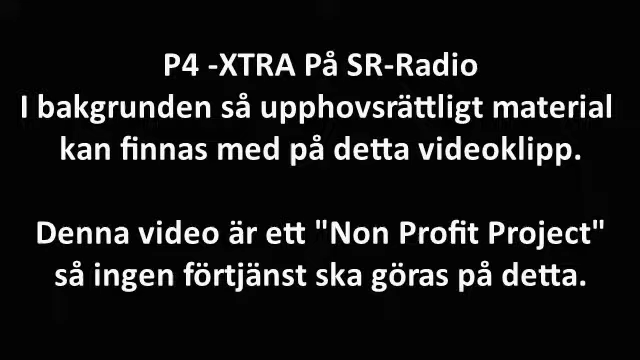 P4 -XTRA På SR-Radio
I bakgrunden så upphovsrättligt material
kan finnas med på detta videoklipp.
Denna video är ett "Non Profit Project"
så ingen förtjänst ska göras på detta.